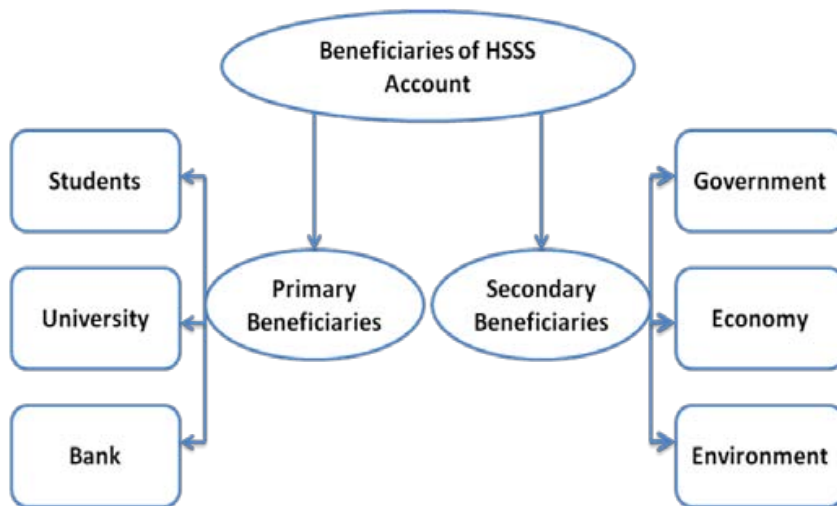 Beneficiaries of HSSS
Account
Students
University
Bank
Primary
Beneficiaries
Secondary
Beneficiaries
Government
Economy
Environment